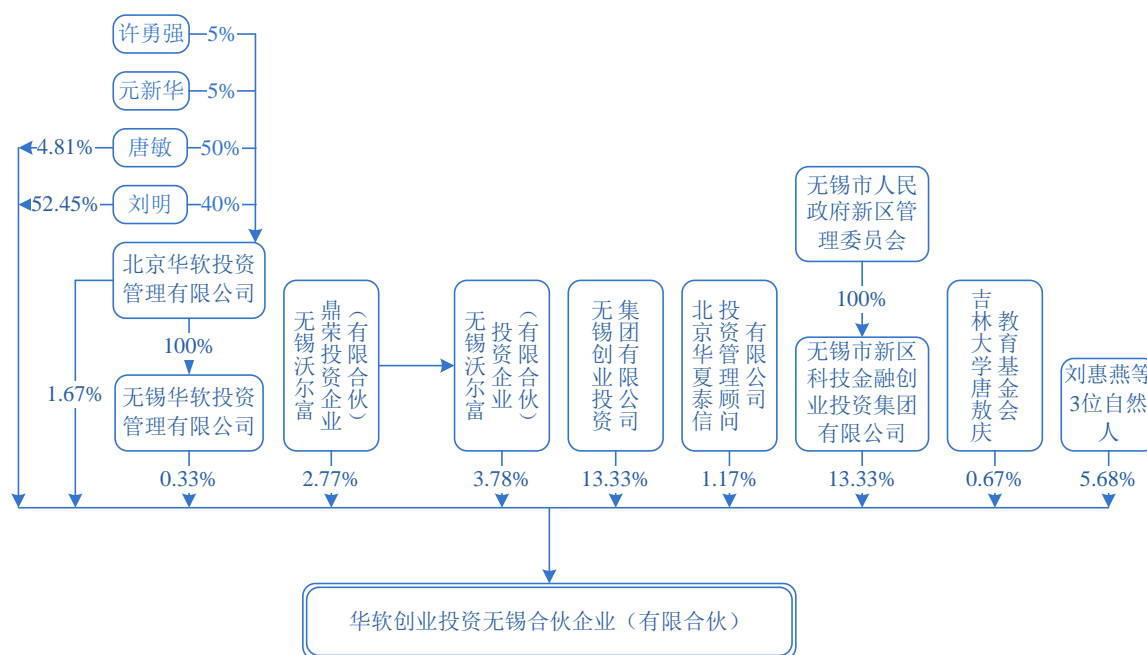 许勇强 5%
元新华 5%
4.81% 唐敏 50%
52.45% 刘明 40%
北京华软投资
管理有限公司
100%
无锡华软投资
管理有限公司
1.67%
0.33%
无锡沃尔富
鼎荣投资企业
（有限合伙）
2.77%
无锡沃尔富
投资企业
（有限合伙）
3.78%
无锡创业投资
集团有限公司
13.33%
北京华夏泰信
投资管理顾问
有限公司
1.17%
无锡市人民
政府新区管
理委员会
100%
无锡市新区
科技金融创
业投资集团
有限公司
13.33%
吉林大学唐敖庆
教育基金会
0.67%
刘惠燕等
3位自然
人
5.68%
华软创业投资无锡合伙企业（有限合伙）